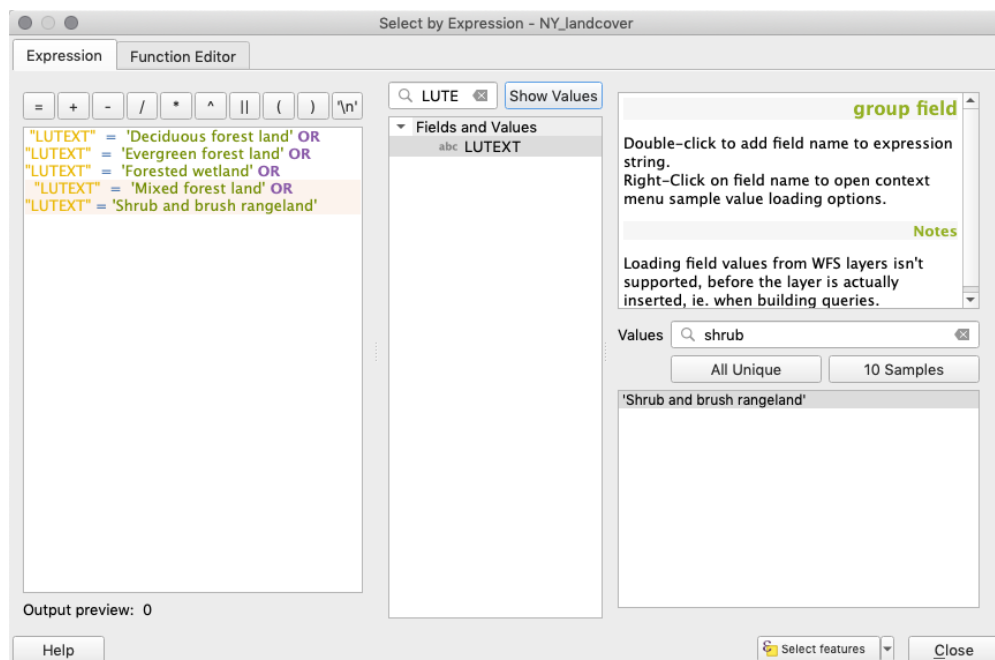 Select by Expression - NY_landcover
Expression
Function Editor
= + - / * ^ || ( ) '\n'
"LUTEXT" = 'Deciduous forest land' OR
"LUTEXT" = 'Evergreen forest land' OR
"LUTEXT" = 'Forested wetland' OR
"LUTEXT" = 'Mixed forest land' OR
"LUTEXT" = 'Shrub and brush rangeland'
Output preview: 0
LUTE
Show Values
Fields and Values
abc LUTEXT
group field
Double-click to add field name to expression
string.
Right-Click on field name to open context
menu sample value loading options.
Notes
Loading field values from WFS layers isn't
supported, before the layer is actually
inserted, ie. when building queries.
Values
shrub
All Unique
10 Samples
'Shrub and brush rangeland'
Help
Select features
Close